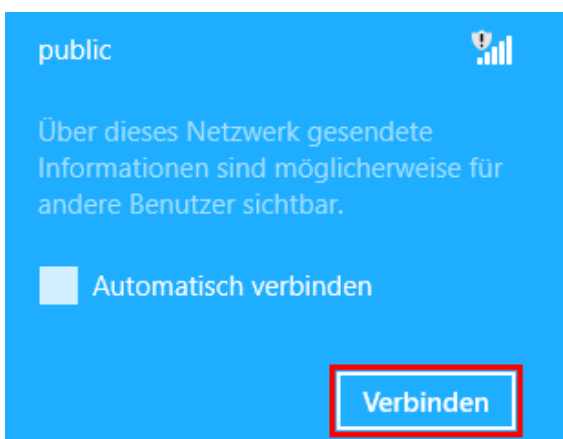 public
Über dieses Netzwerk gesendete
Informationen sind möglicherweise für
andere Benutzer sichtbar.
Automatisch verbinden
Verbinden